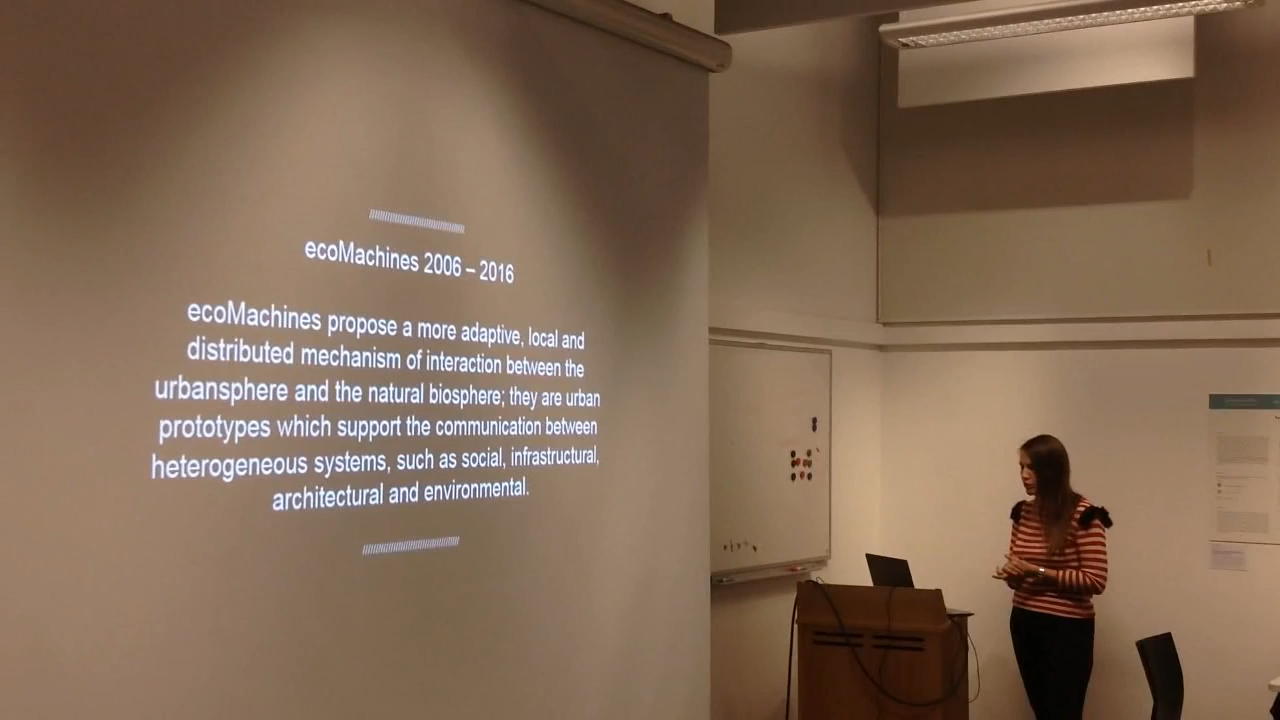 ecoMachines 2006 – 2016
ecoMachines propose a more adaptive, local and
distributed mechanism of interaction between the
urbansphere and the natural biosphere; they are urban
prototypes which support the communication between
heterogeneous systems, such as social, infrastructural,
architectural and environmental.